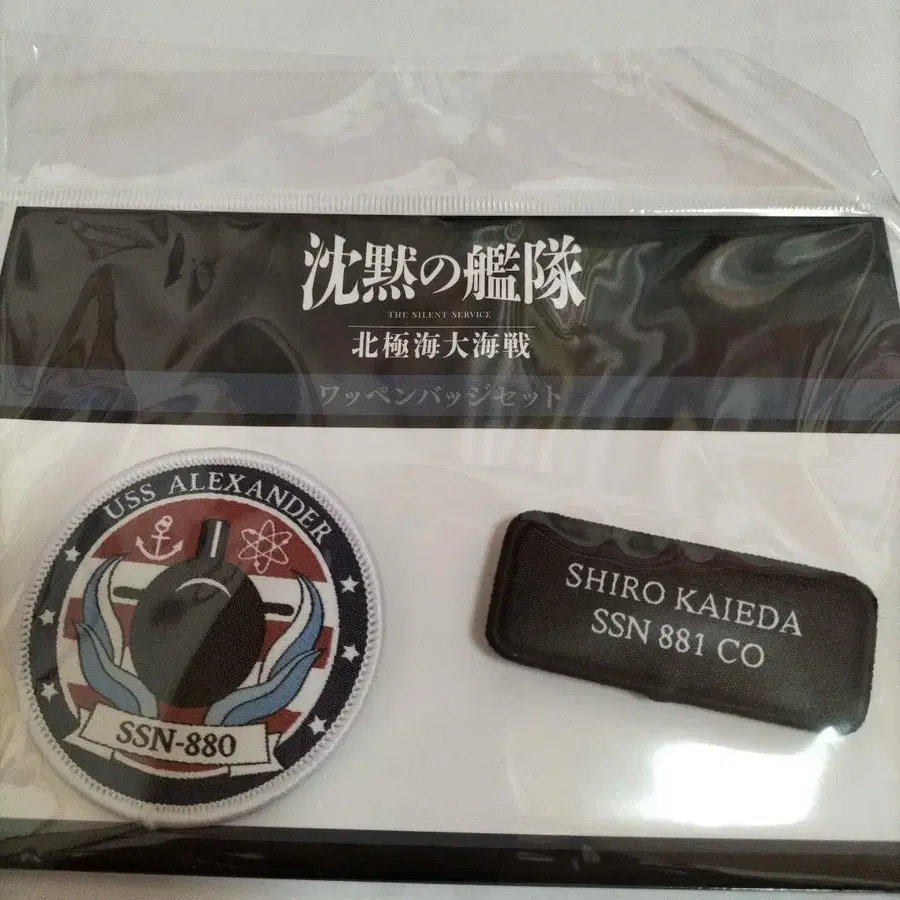 沈黙の艦隊
THE SILENT SERVICE
北極海大海戦
ワッペンバッジセット
USS ALEXANDER
SSN-880
SHIRO KAIEDA
SSN 881 CO